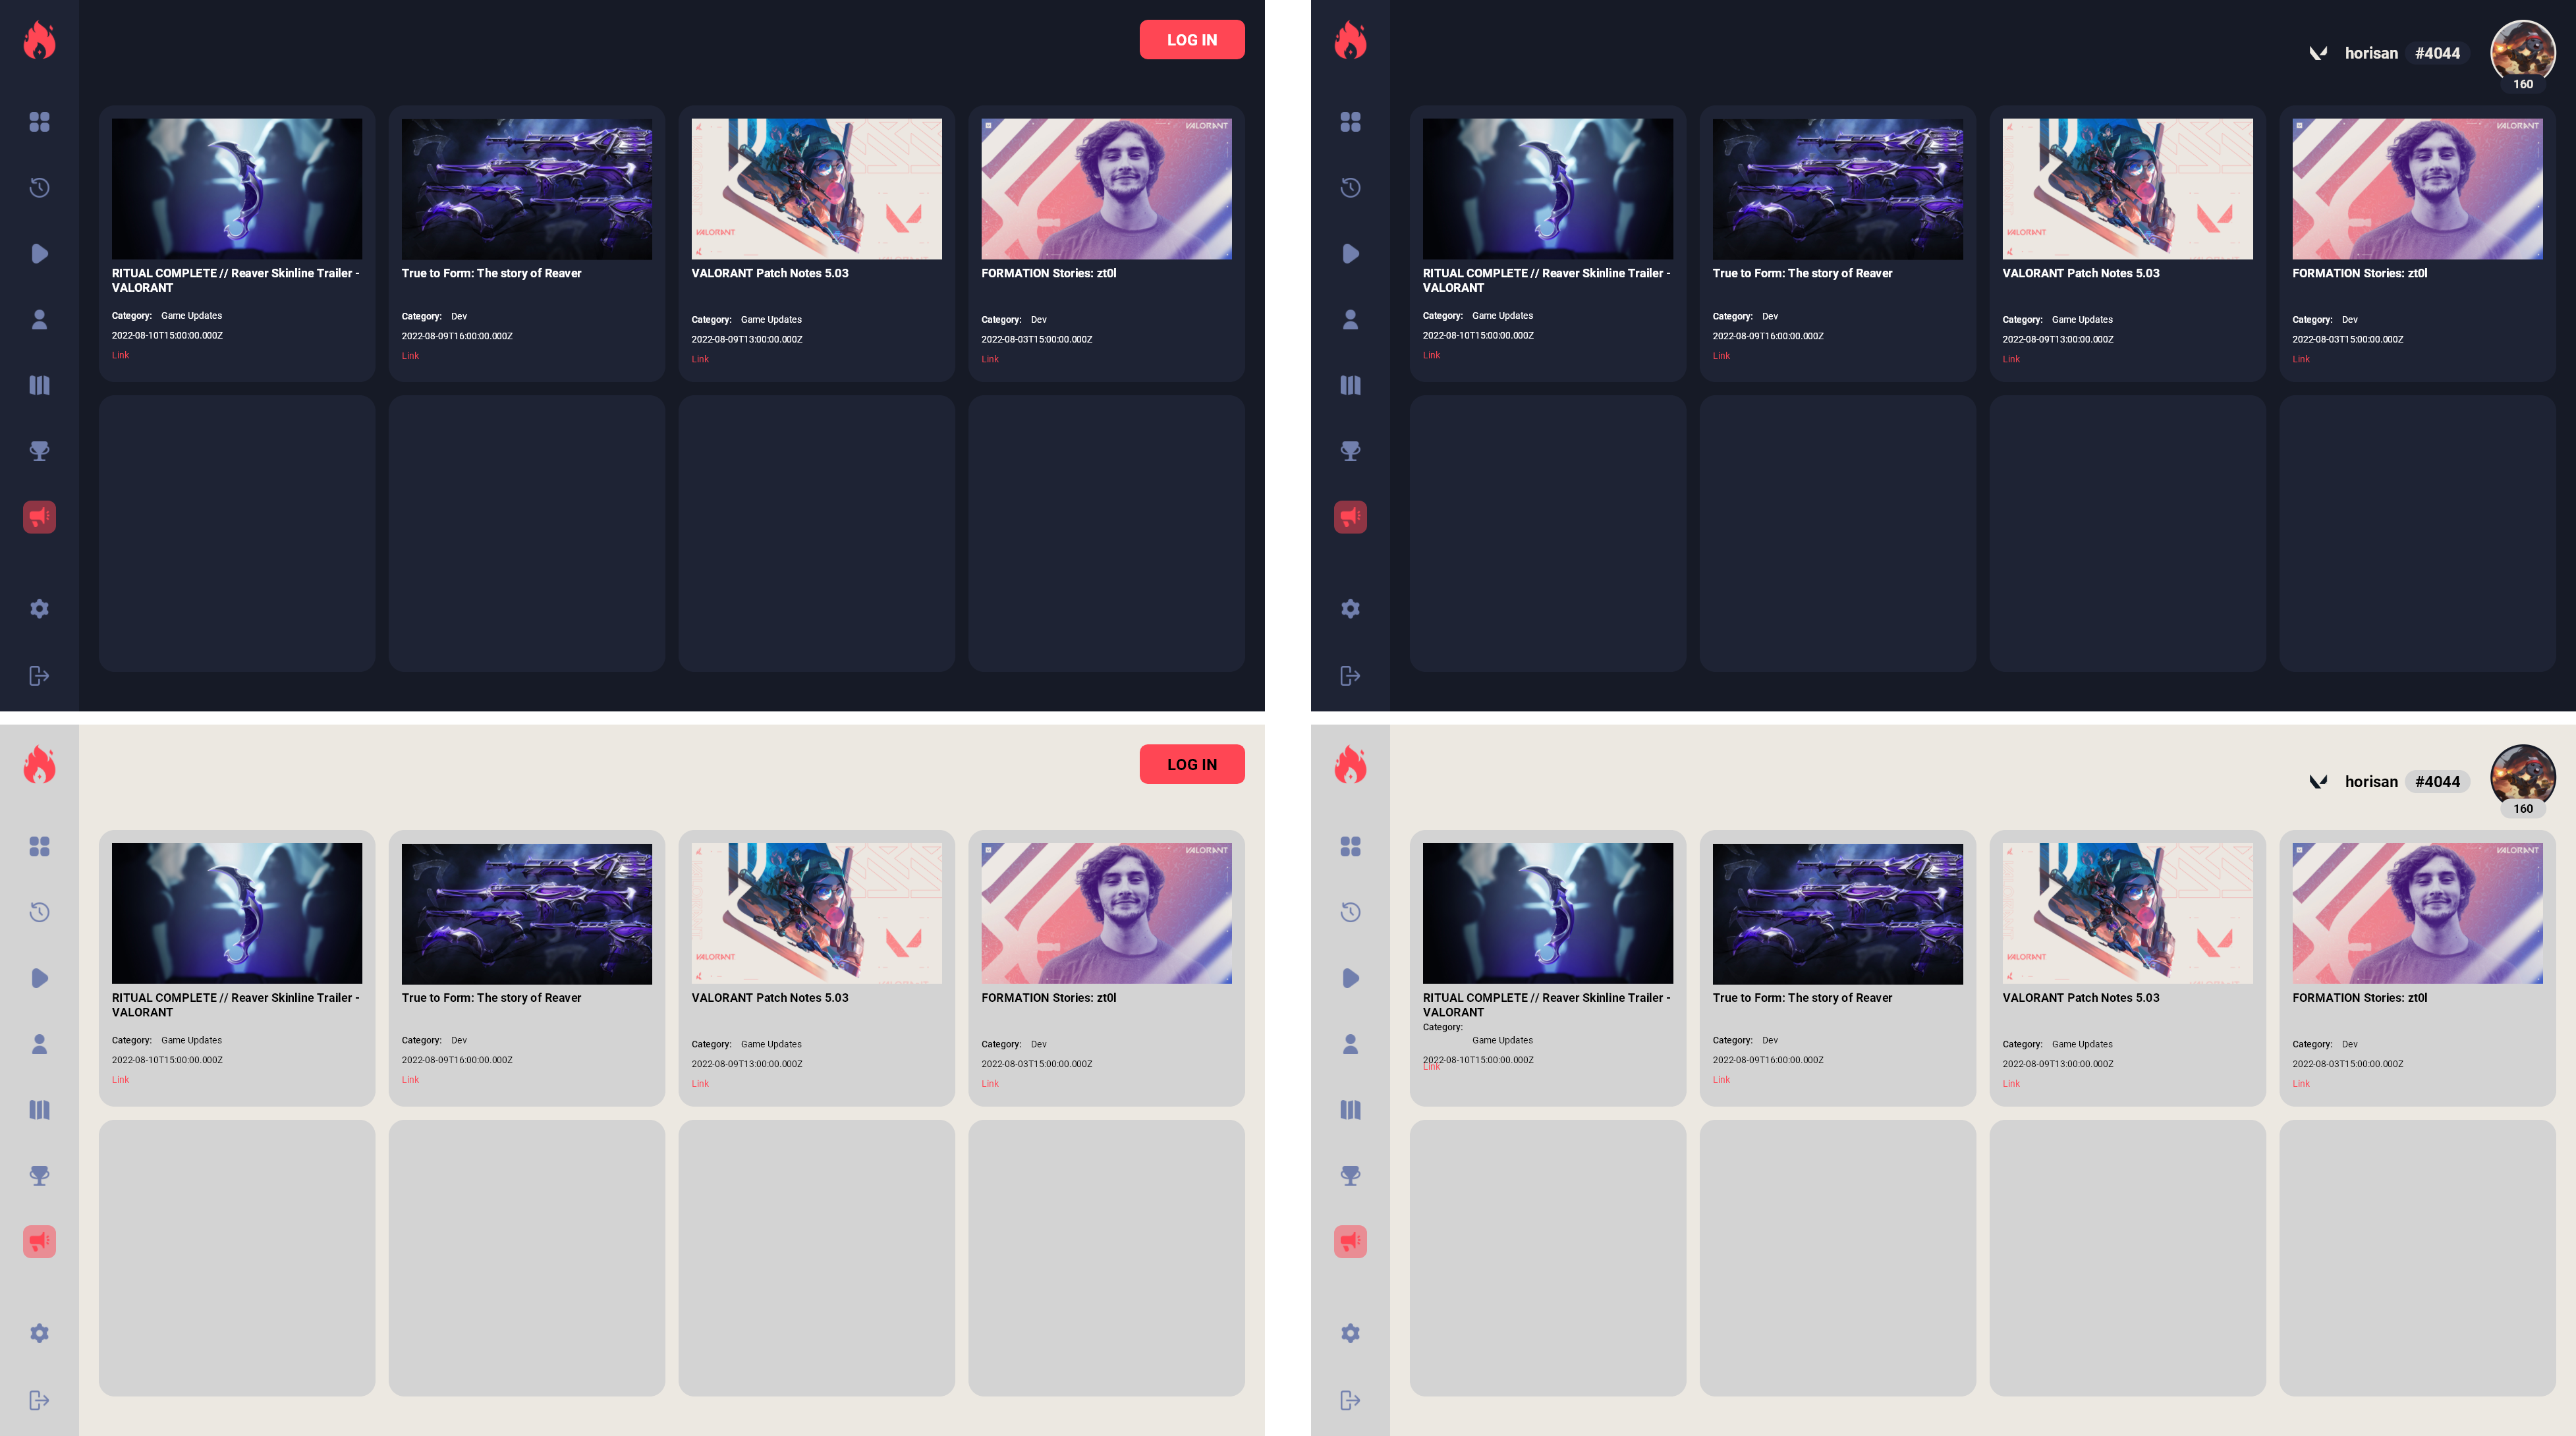 LOG IN
RITUAL COMPLETE // Reaver Skinline Trailer -
VALORANT
Category: Game Updates
2022-08-10T15:00:00.000Z
Link
True to Form: The story of Reaver
Category: Dev
2022-08-09T16:00:00.000Z
Link
VALORANT
VALORANT Patch Notes 5.03
Category: Game Updates
2022-08-09T13:00:00.000Z
Link
VALORANT
FORMATION Stories: zt0l
Category: Dev
2022-08-03T15:00:00.000Z
Link
horisan #4044
160
RITUAL COMPLETE // Reaver Skinline Trailer -
VALORANT
Category: Game Updates
2022-08-10T15:00:00.000Z
Link
True to Form: The story of Reaver
Category: Dev
2022-08-09T16:00:00.000Z
Link
VALORANT
VALORANT Patch Notes 5.03
Category: Game Updates
2022-08-09T13:00:00.000Z
Link
VALORANT
FORMATION Stories: zt0l
Category: Dev
2022-08-03T15:00:00.000Z
Link
LOG IN
RITUAL COMPLETE // Reaver Skinline Trailer -
VALORANT
Category: Game Updates
2022-08-10T15:00:00.000Z
Link
True to Form: The story of Reaver
Category: Dev
2022-08-09T16:00:00.000Z
Link
VALORANT
VALORANT Patch Notes 5.03
Category: Game Updates
2022-08-09T13:00:00.000Z
Link
VALORANT
FORMATION Stories: zt0l
Category: Dev
2022-08-03T15:00:00.000Z
Link
horisan #4044
160
RITUAL COMPLETE // Reaver Skinline Trailer -
VALORANT
Category:
Game Updates
2022-08-10T15:00:00.000Z
Link
True to Form: The story of Reaver
Category: Dev
2022-08-09T16:00:00.000Z
Link
VALORANT
VALORANT Patch Notes 5.03
Category: Game Updates
2022-08-09T13:00:00.000Z
Link
VALORANT
FORMATION Stories: zt0l
Category: Dev
2022-08-03T15:00:00.000Z
Link